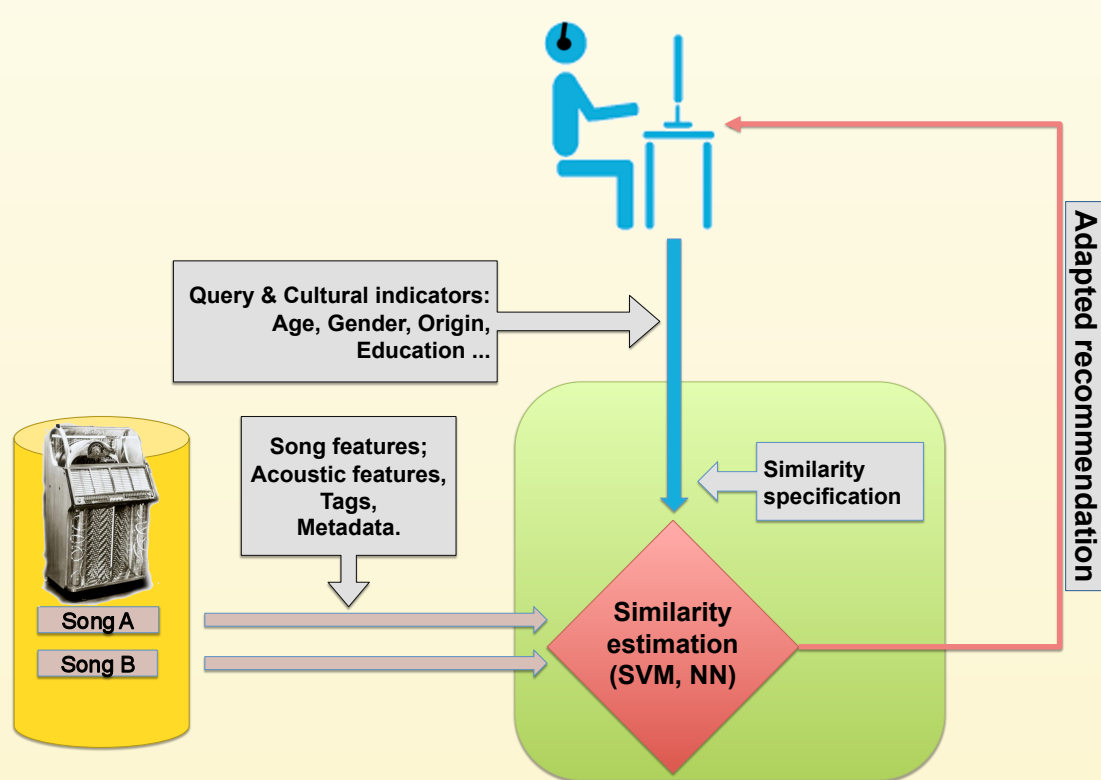 Query & Cultural indicators:
Age, Gender, Origin,
Education ...
Adapted recommendation
Song features;
Acoustic features,
Tags,
Metadata.
Similarity
specification
Song A
Song B
Similarity
estimation
(SVM, NN)